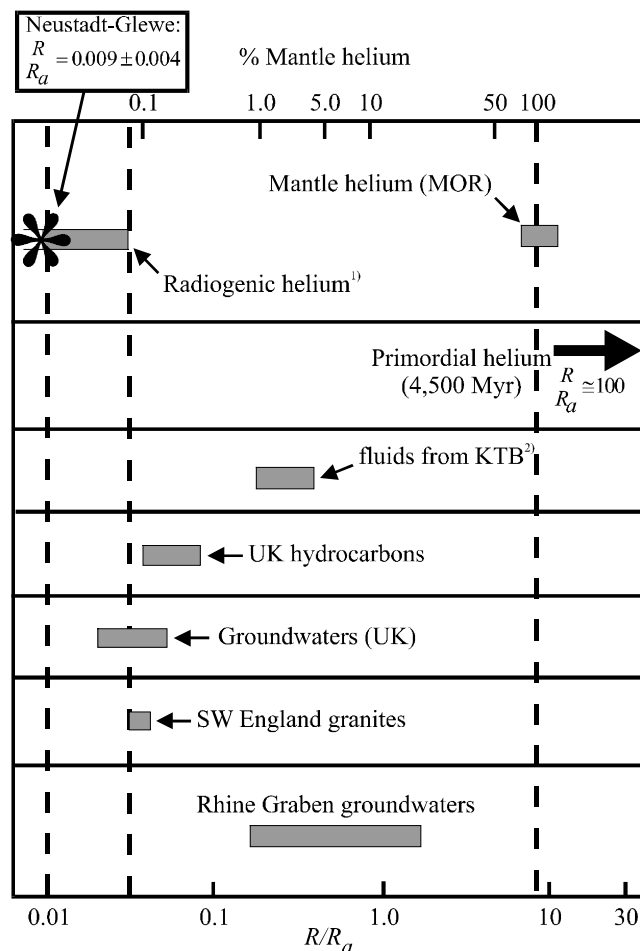 Neustadt-Glewe:
R
Ra = 0.009 ± 0.004
% Mantle helium
0.1 1.0 5.0 10 50 100
Mantle helium (MOR)
Radiogenic helium1)
Primordial helium
(4,500 Myr)
R
Ra ≅100
fluids from KTB2)
UK hydrocarbons
Groundwaters (UK)
SW England granites
Rhine Graben groundwaters
0.01 0.1 1.0 10 30
R/Ra